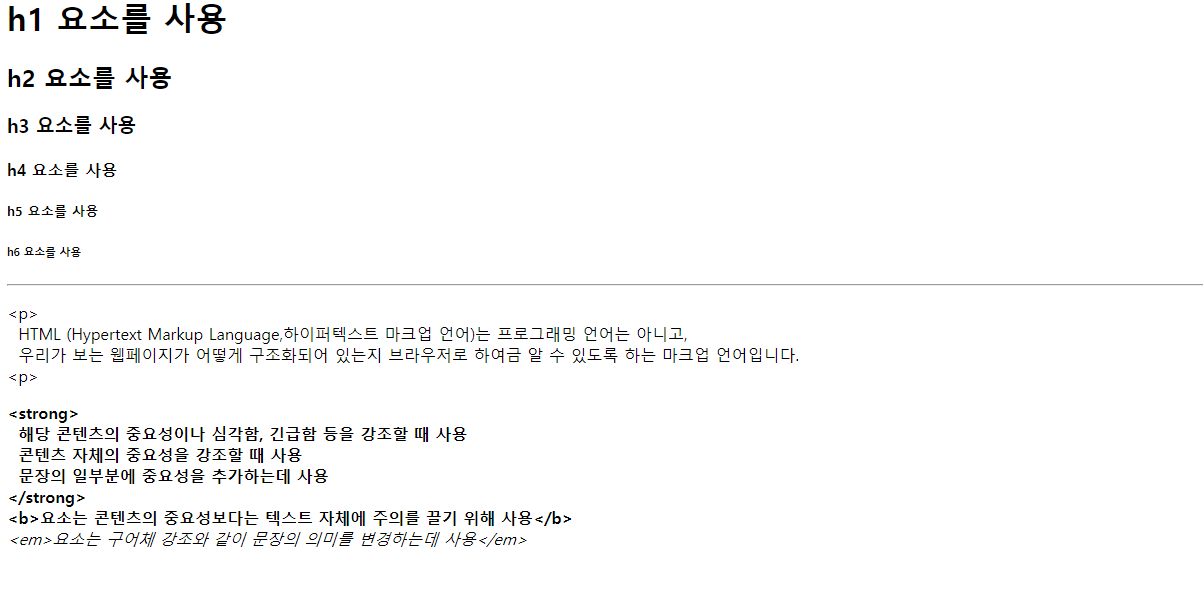 h1 요소를 사용
h2 요소를 사용
h3 요소를 사용
h4 요소를 사용
h5 요소를 사용
h6 요소를 사용
<p>
HTML (Hypertext Markup Language,하이퍼텍스트 마크업 언어)는 프로그래밍 언어는 아니고,
우리가 보는 웹페이지가 어떻게 구조화되어 있는지 브라우저로 하여금 알 수 있도록 하는 마크업 언어입니다.
<p>
<strong>
해당 콘텐츠의 중요성이나 심각함, 긴급함 등을 강조할 때 사용
콘텐츠 자체의 중요성을 강조할 때 사용
문장의 일부분에 중요성을 추가하는데 사용
</strong>
<b>요소는 콘텐츠의 중요성보다는 텍스트 자체에 주의를 끌기 위해 사용</b>
<em>요소는 구어체 강조와 같이 문장의 의미를 변경하는데 사용</em>